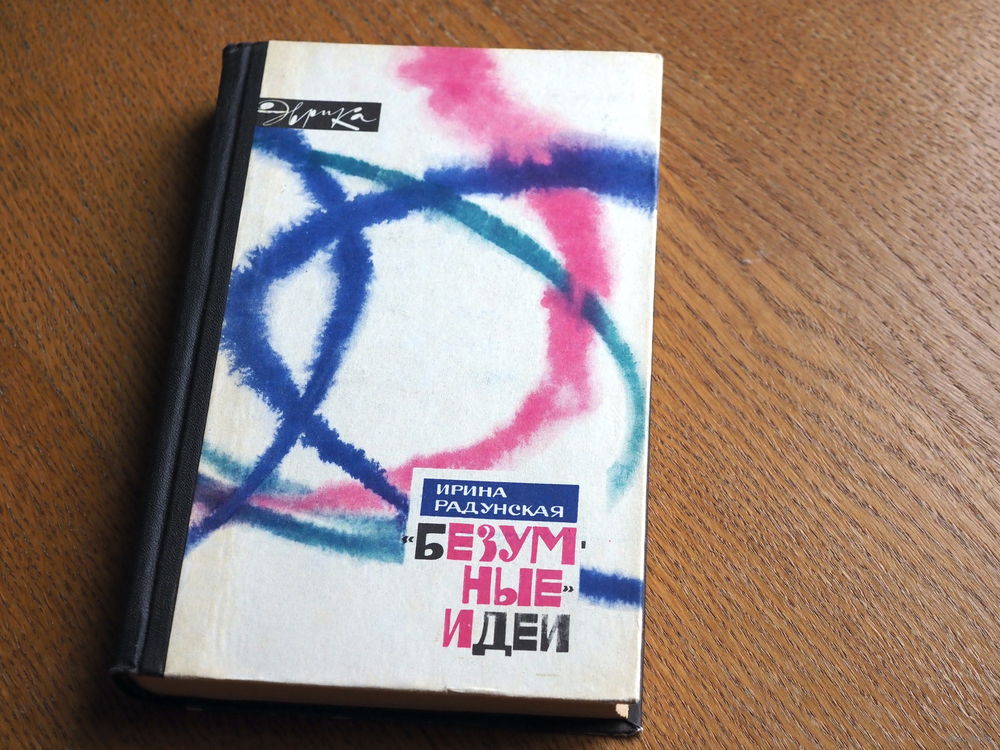 Эврика
ИРИНА
РАДУНСКАЯ
"БЕЗУМ-
НЫЕ"
ИДЕИ